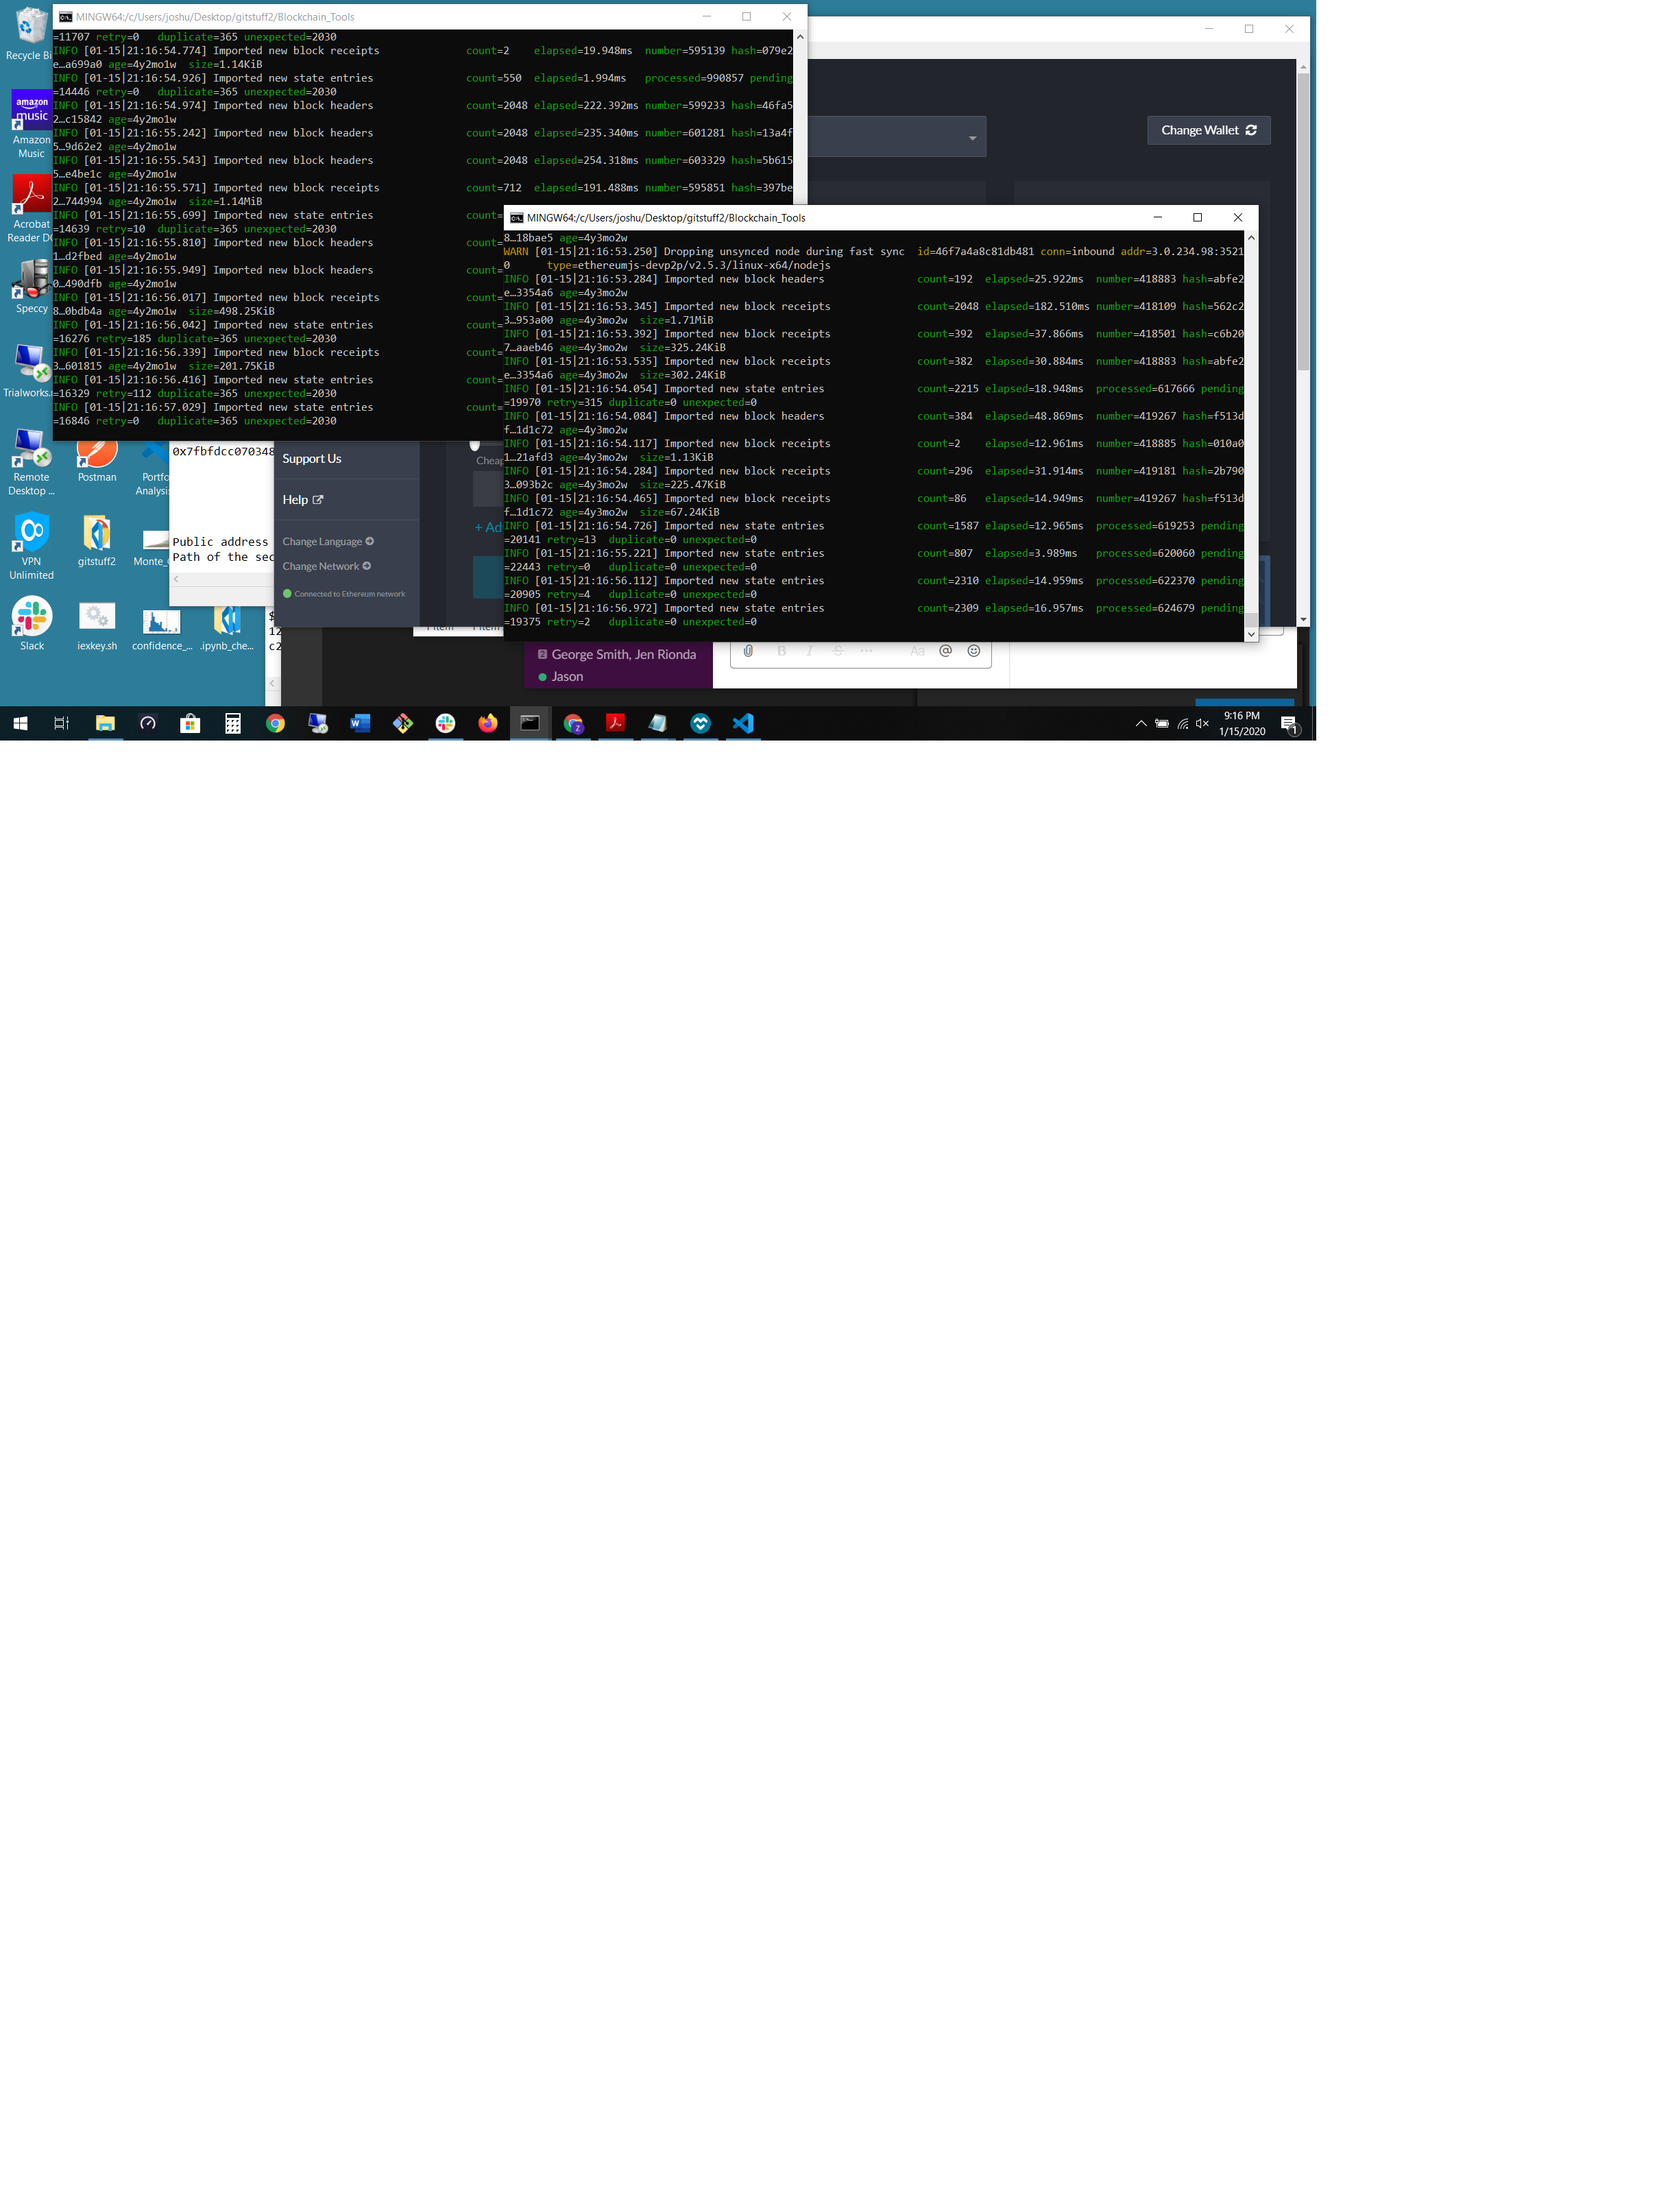 MINGW64:/c/Users/joshu/Desktop/gitstuff2/Blockchain_Tools
=11707 retry=0   duplicate=365 unexpected=2030
INFO [01-15|21:16:54.774] Imported new block receipts              count=2    elapsed=19.948ms  number=595139 hash=079e2
e…a699a0 age=4y2mo1w  size=1.14KiB
INFO [01-15|21:16:54.926] Imported new state entries               count=550  elapsed=1.994ms   processed=990857 pending
=14446 retry=0   duplicate=365 unexpected=2030
INFO [01-15|21:16:54.974] Imported new block headers               count=2048 elapsed=222.392ms number=599233 hash=46fa5
2…c15842 age=4y2mo1w
INFO [01-15|21:16:55.242] Imported new block headers               count=2048 elapsed=235.340ms number=601281 hash=13a4f
5…9d62e2 age=4y2mo1w
INFO [01-15|21:16:55.543] Imported new block headers               count=2048 elapsed=254.318ms number=603329 hash=5b615
5…e4be1c age=4y2mo1w
INFO [01-15|21:16:55.571] Imported new block receipts              count=712  elapsed=191.488ms number=595851 hash=397be
2…744994 age=4y2mo1w  size=1.14MiB
INFO [01-15|21:16:55.699] Imported new state entries               count=
=14639 retry=10  duplicate=365 unexpected=2030
INFO [01-15|21:16:55.810] Imported new block headers               count=
1…d2fbed age=4y2mo1w
INFO [01-15|21:16:55.949] Imported new block headers               count=
0…490dfb age=4y2mo1w
INFO [01-15|21:16:56.017] Imported new block receipts              count=
8…0bdb4a age=4y2mo1w  size=498.25KiB
INFO [01-15|21:16:56.042] Imported new state entries               count=
=16276 retry=185 duplicate=365 unexpected=2030
INFO [01-15|21:16:56.339] Imported new block receipts              count=
3…601815 age=4y2mo1w  size=201.75KiB
INFO [01-15|21:16:56.416] Imported new state entries               count=
=16329 retry=112 duplicate=365 unexpected=2030
INFO [01-15|21:16:57.029] Imported new state entries               count=
=16846 retry=0   duplicate=365 unexpected=2030
Change Wallet
MINGW64:/c/Users/joshu/Desktop/gitstuff2/Blockchain_Tools
8…18bae5 age=4y3mo2w
WARN [01-15|21:16:53.250] Dropping unsynced node during fast sync  id=46f7a4a8c81db481 conn=inbound addr=3.0.234.98:3521
0      type=ethereumjs-devp2p/v2.5.3/linux-x64/nodejs
INFO [01-15|21:16:53.284] Imported new block headers               count=192  elapsed=25.922ms  number=418883 hash=abfe2
e…3354a6 age=4y3mo2w
INFO [01-15|21:16:53.345] Imported new block receipts              count=2048 elapsed=182.510ms number=418109 hash=562c2
3…953a00 age=4y3mo2w  size=1.71MiB
INFO [01-15|21:16:53.392] Imported new block receipts              count=392  elapsed=37.866ms  number=418501 hash=c6b20
7…aaeb46 age=4y3mo2w  size=325.24KiB
INFO [01-15|21:16:53.535] Imported new block receipts              count=382  elapsed=30.884ms  number=418883 hash=abfe2
e…3354a6 age=4y3mo2w  size=302.24KiB
INFO [01-15|21:16:54.054] Imported new state entries               count=2215 elapsed=18.948ms  processed=617666 pending
=19970 retry=315 duplicate=0 unexpected=0
INFO [01-15|21:16:54.084] Imported new block headers               count=384  elapsed=48.869ms  number=419267 hash=f513d
f…1d1c72 age=4y3mo2w
INFO [01-15|21:16:54.117] Imported new block receipts              count=2    elapsed=12.961ms  number=418885 hash=010a0
1…21afd3 age=4y3mo2w  size=1.13KiB
INFO [01-15|21:16:54.284] Imported new block receipts              count=296  elapsed=31.914ms  number=419181 hash=2b790
3…093b2c age=4y3mo2w  size=225.47KiB
INFO [01-15|21:16:54.465] Imported new block receipts              count=86   elapsed=14.949ms  number=419267 hash=f513d
f…1d1c72 age=4y3mo2w  size=67.24KiB
INFO [01-15|21:16:54.726] Imported new state entries               count=1587 elapsed=12.965ms  processed=619253 pending
=20141 retry=13  duplicate=0 unexpected=0
INFO [01-15|21:16:55.221] Imported new state entries               count=807  elapsed=3.989ms   processed=620060 pending
=22443 retry=0   duplicate=0 unexpected=0
INFO [01-15|21:16:56.112] Imported new state entries               count=2310 elapsed=14.959ms  processed=622370 pending
=20905 retry=4   duplicate=0 unexpected=0
INFO [01-15|21:16:56.972] Imported new state entries               count=2309 elapsed=16.957ms  processed=624679 pending
=19375 retry=2   duplicate=0 unexpected=0
Recycle Bi
amazon
music
Amazon
Music
Acrobat
Reader DC
Speccy
Trialworks.
Remote
Desktop ...
Postman
Portfo
Analysis
VPN
Unlimited
gitstuff2
Monte_
Slack
iexkey.sh
confidence_...
.ipynb_che...
0x7fbfdcc070348
Public address
Path of the sec
$
12
c2
Support Us
Help
Change Language
Change Network
Connected to Ethereum network
Cheap
+ Ad
2 George Smith, Jen Rionda
Jason
B I S ··· Aa @
9:16 PM
1/15/2020
1